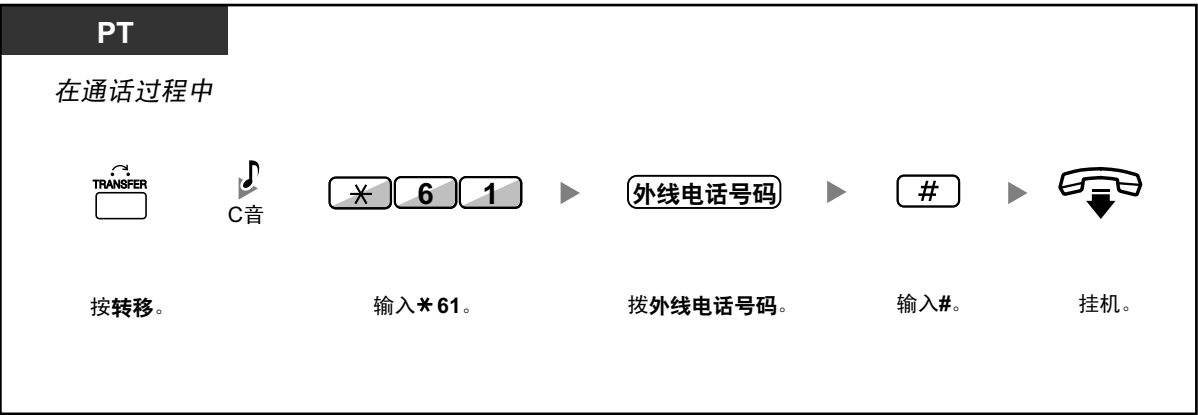 PT
在通话过程中
TRANSFER
C音
* 6 1
外线电话号码
#
按转移。
输入*61。
拨外线电话号码。
输入#。
挂机。